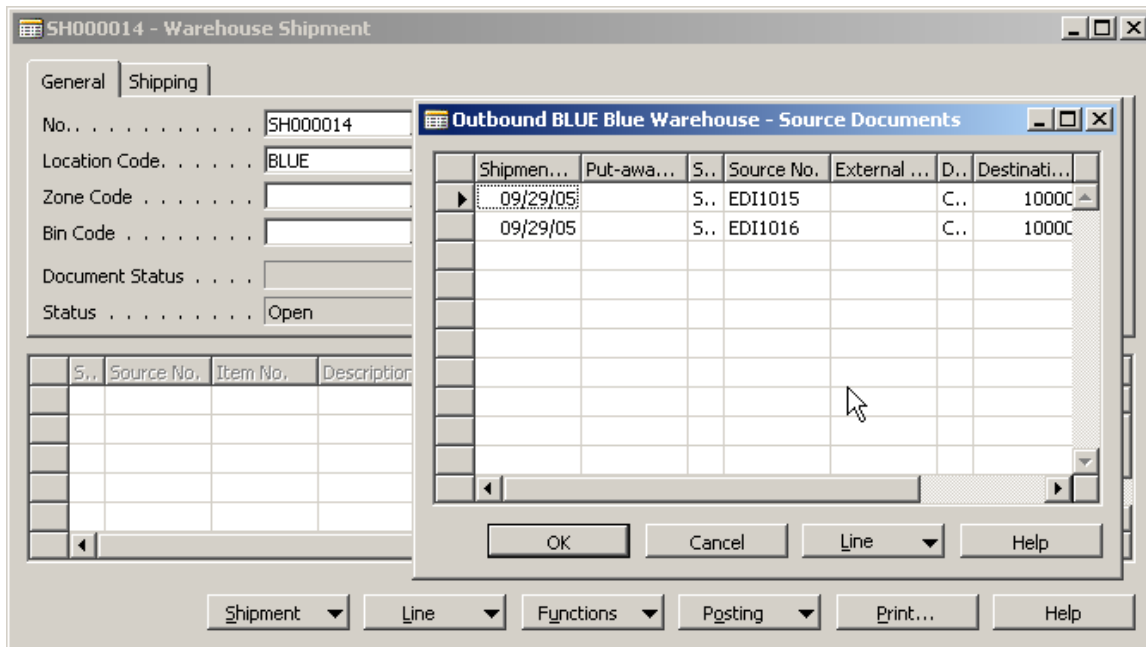 SH000014 - Warehouse Shipment
General Shipping
No. . . . . . . . . . . . SH000014
Location Code. . . . . . BLUE
Zone Code . . . . . . . .
Bin Code . . . . . . . .
Document Status . . . .
Status . . . . . . . . . Open
S.. Source No. Item No. Description
Outbound BLUE Blue Warehouse - Source Documents
Shipmen... Put-awa... S.. Source No. External ... D.. Destinati...
09/29/05 S.. EDI1015 C.. 10000
09/29/05 S.. EDI1016 C.. 10000
OK Cancel Line Help
Shipment Line Functions Posting Print... Help